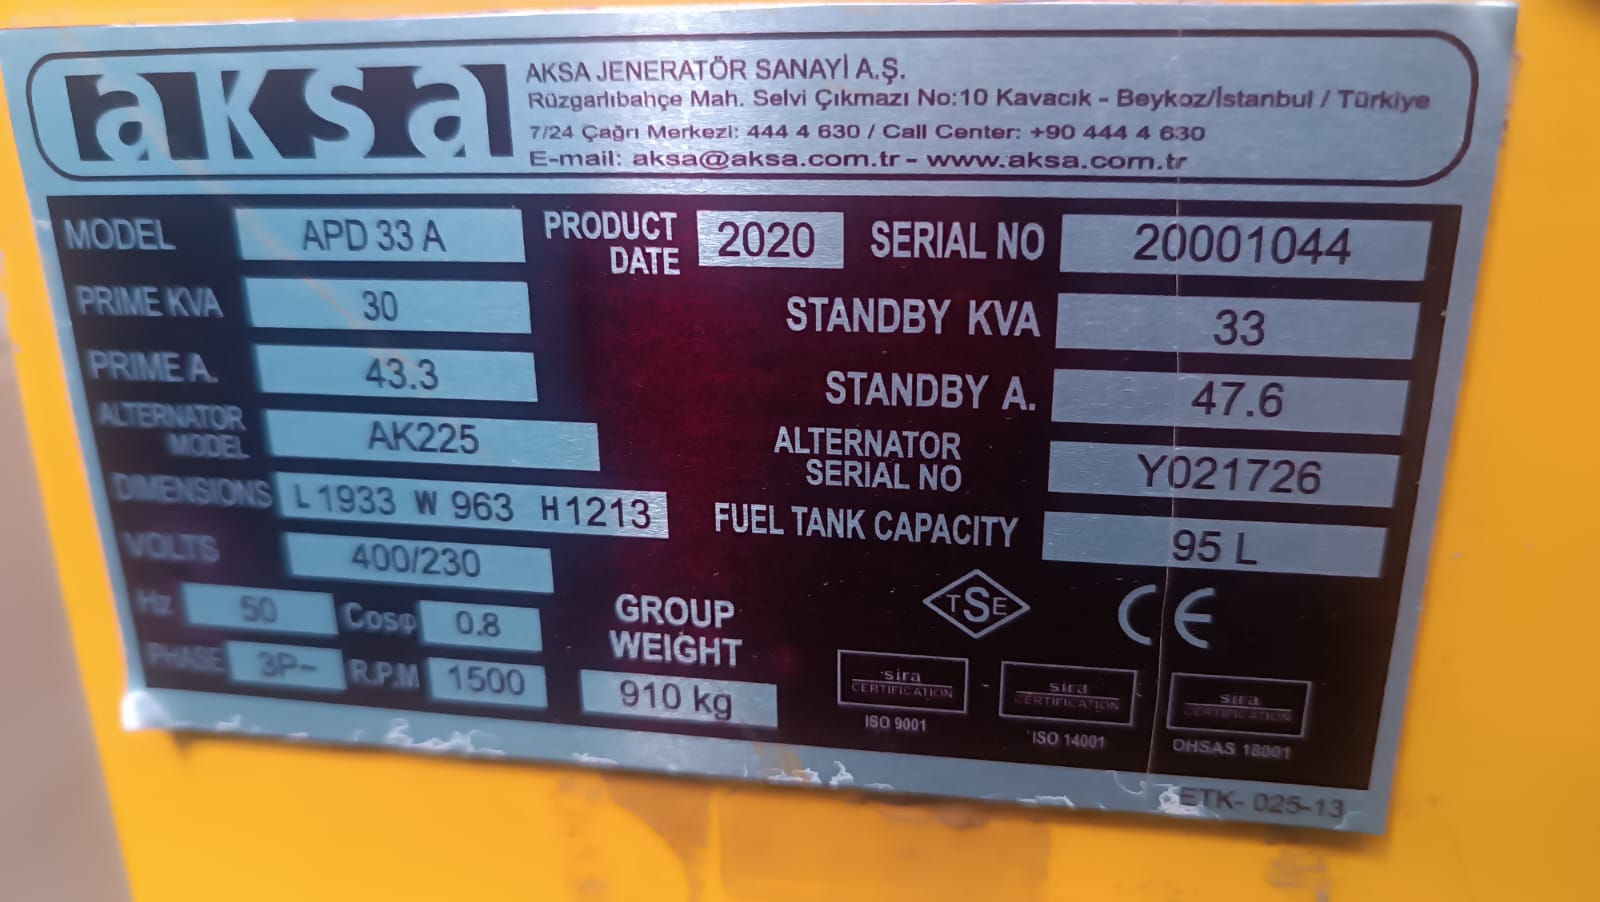 aksa
AKSA JENERATÖR SANAYİ A.Ş.
Rüzgarlıbahçe Mah. Selvi Çıkmazı No:10 Kavacık - Beykoz/İstanbul / Türkiye
7/24 Çağrı Merkezi: 444 4 630 / Call Center: +90 444 4 630
E-mail: aksa@aksa.com.tr - www.aksa.com.tr
MODEL APD 33 A PRODUCT DATE 2020 SERIAL NO 20001044
PRIME KVA 30 STANDBY KVA 33
PRIME A. 43.3 STANDBY A. 47.6
ALTERNATOR MODEL AK225 ALTERNATOR SERIAL NO Y021726
DIMENSIONS L 1933 W 963 H 1213 FUEL TANK CAPACITY 95 L
VOLTS 400/230
Hz 50 Cosφ 0.8 GROUP WEIGHT 910 kg
PHASE 3P~ R.P.M 1500
TSE CE
sira CERTIFICATION sira CERTIFICATION sira CERTIFICATION
ISO 9001 ISO 14001 OHSAS 18001
ETK- 025-13